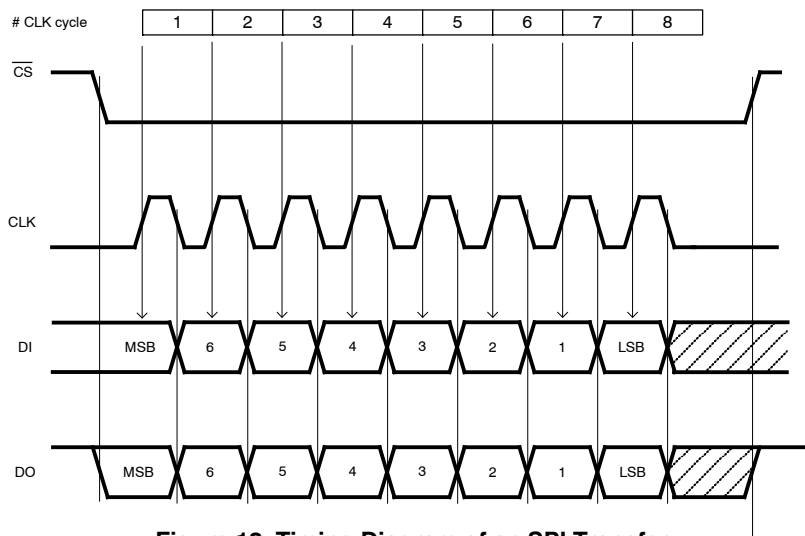 # CLK cycle 1 2 3 4 5 6 7 8
CS
CLK
DI MSB 6 5 4 3 2 1 LSB
DO MSB 6 5 4 3 2 1 LSB